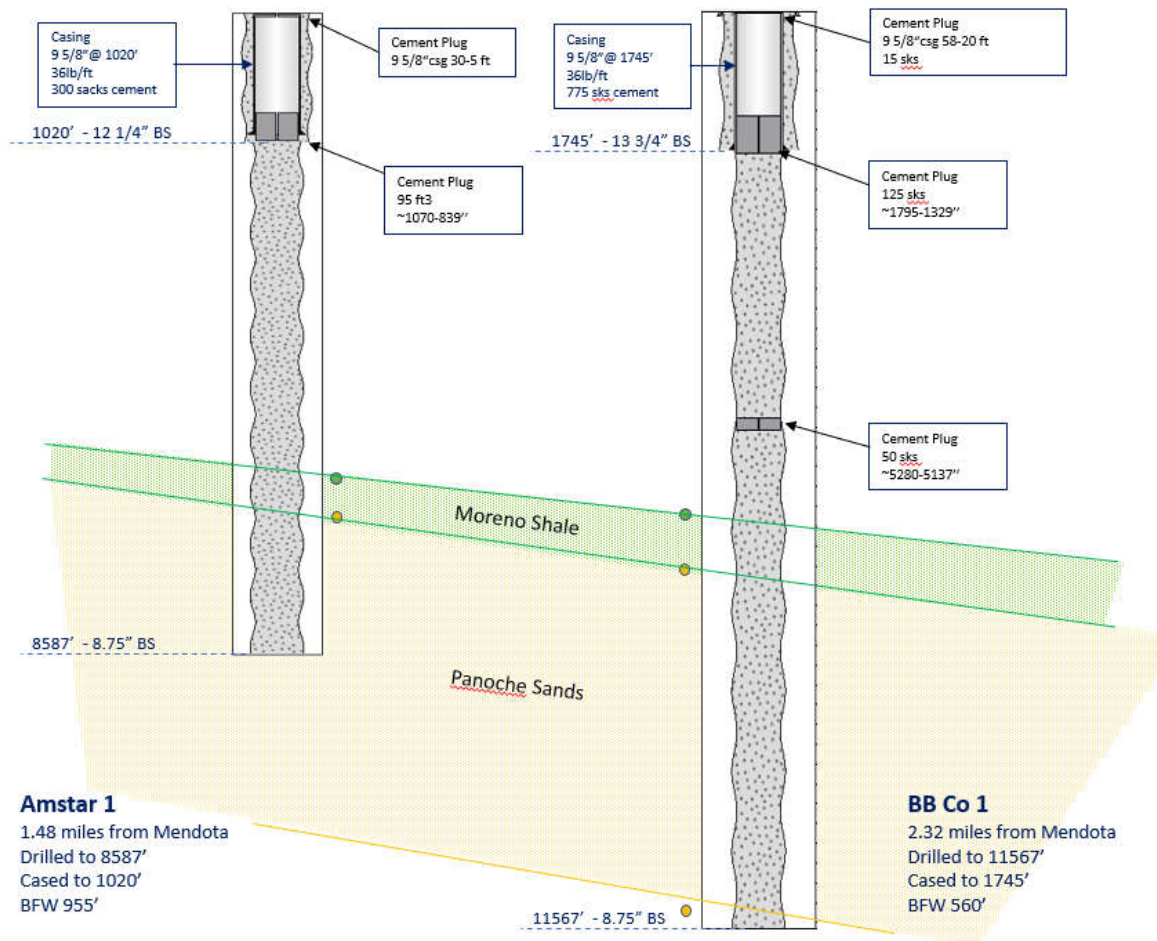 Casing
9 5/8"@ 1020'
36lb/ft
300 sacks cement
Cement Plug
9 5/8"csg 30-5 ft
1020' - 12 1/4" BS
Cement Plug
95 ft3
~1070-839''
8587' - 8.75" BS
Casing
9 5/8"@ 1745'
36lb/ft
775 sks cement
Cement Plug
9 5/8"csg 58-20 ft
15 sks
1745' - 13 3/4" BS
Cement Plug
125 sks
~1795-1329''
Cement Plug
50 sks
~5280-5137''
Moreno Shale
Panoche Sands
11567' - 8.75" BS
Amstar 1
1.48 miles from Mendota
Drilled to 8587'
Cased to 1020'
BFW 955'
BB Co 1
2.32 miles from Mendota
Drilled to 11567'
Cased to 1745'
BFW 560'